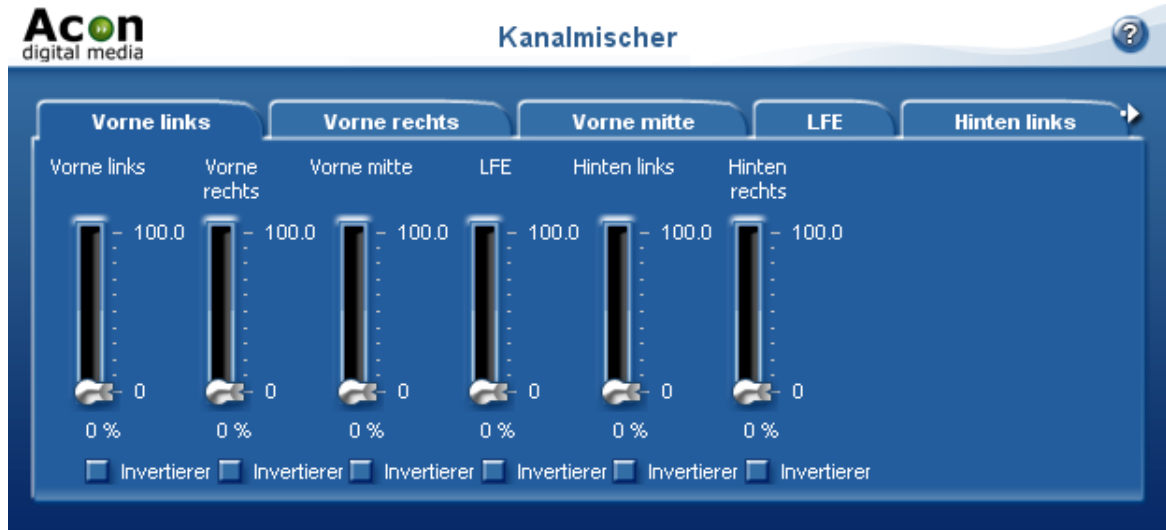 Acon
digital media
Kanalmischer
?
Vorne links Vorne rechts Vorne mitte LFE Hinten links
Vorne links Vorne rechts Vorne mitte LFE Hinten links Hinten rechts
100.0 100.0 100.0 100.0 100.0 100.0
0 0 0 0 0 0
0 % 0 % 0 % 0 % 0 % 0 %
Invertierer Invertierer Invertierer Invertierer Invertierer Invertierer